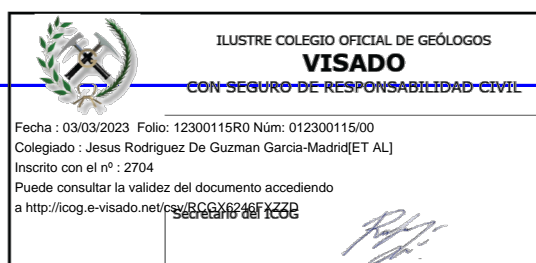 ILUSTRE COLEGIO OFICIAL DE GEÓLOGOS
VISADO
CON SEGURO DE RESPONSABILIDAD CIVIL
Fecha : 03/03/2023 Folio: 12300115R0 Núm: 012300115/00
Colegiado : Jesus Rodriguez De Guzman Garcia-Madrid[ET AL]
Inscrito con el nº : 2704
Puede consultar la validez del documento accediendo
a http://icog.e-visado.net/csv/RCGX6246FXZZD
Secretario del ICOG